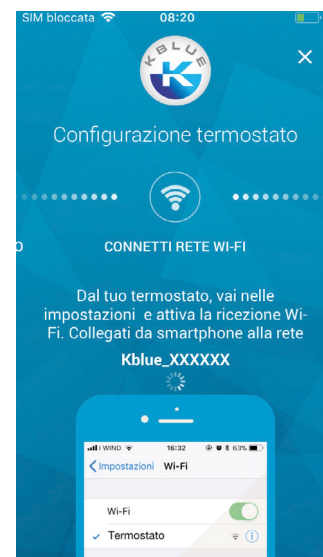 SIM bloccata 08:20
KBLUE
K
Configurazione termostato
O CONNETTI RETE WI-FI
Dal tuo termostato, vai nelle
impostazioni e attiva la ricezione Wi-
Fi. Collegati da smartphone alla rete
Kblue_XXXXXX
I WIND 16:32 63%
Impostazioni Wi-Fi
Wi-Fi
Termostato